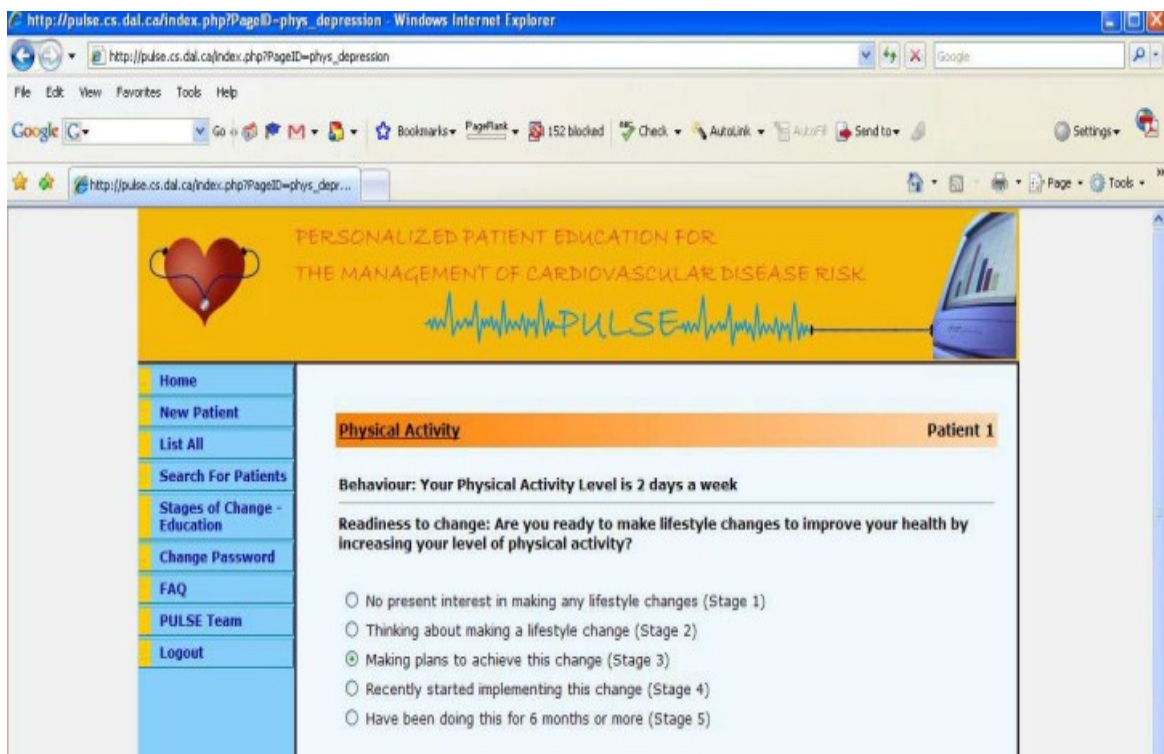 http://pulse.cs.dal.ca/index.php?PageID=phys_depression - Windows Internet Explorer
http://pulse.cs.dal.ca/index.php?PageID=phys_depression
Google
File Edit View Favorites Tools Help
Google G Go M Bookmarks PageRank 152 blocked Check AutoLink AutoFill Send to Settings
http://pulse.cs.dal.ca/index.php?PageID=phys_depr... Page Tools
PERSONALIZED PATIENT EDUCATION FOR
THE MANAGEMENT OF CARDIOVASCULAR DISEASE RISK
PULSE
Home
New Patient
List All
Search For Patients
Stages of Change -
Education
Change Password
FAQ
PULSE Team
Logout
Physical Activity Patient 1
Behaviour: Your Physical Activity Level is 2 days a week
Readiness to change: Are you ready to make lifestyle changes to improve your health by
increasing your level of physical activity?
No present interest in making any lifestyle changes (Stage 1)
Thinking about making a lifestyle change (Stage 2)
Making plans to achieve this change (Stage 3)
Recently started implementing this change (Stage 4)
Have been doing this for 6 months or more (Stage 5)